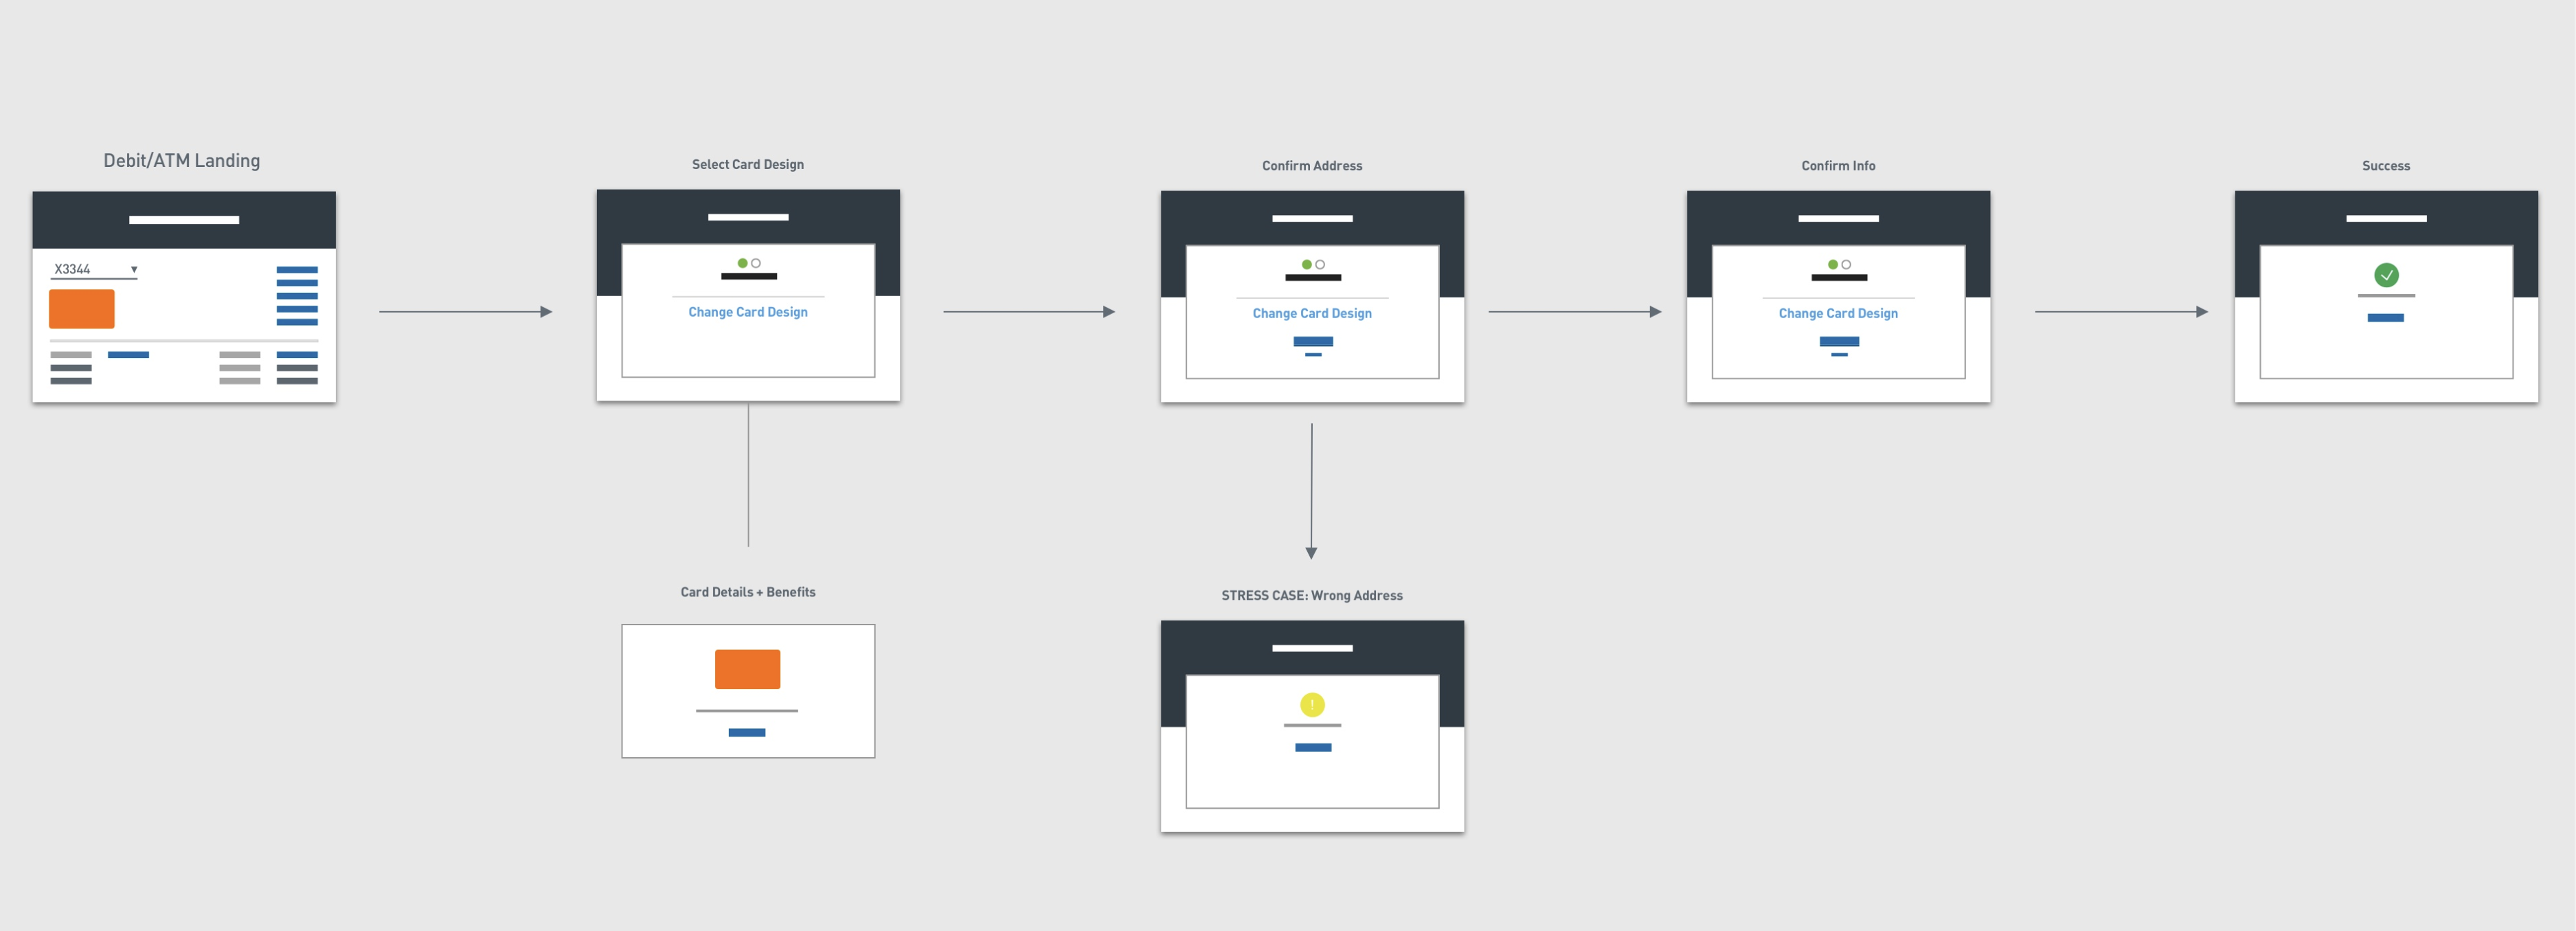 Debit/ATM Landing
Select Card Design
Confirm Address
Confirm Info
Success
X3344
Change Card Design
Change Card Design
Change Card Design
Card Details + Benefits
STRESS CASE: Wrong Address
!